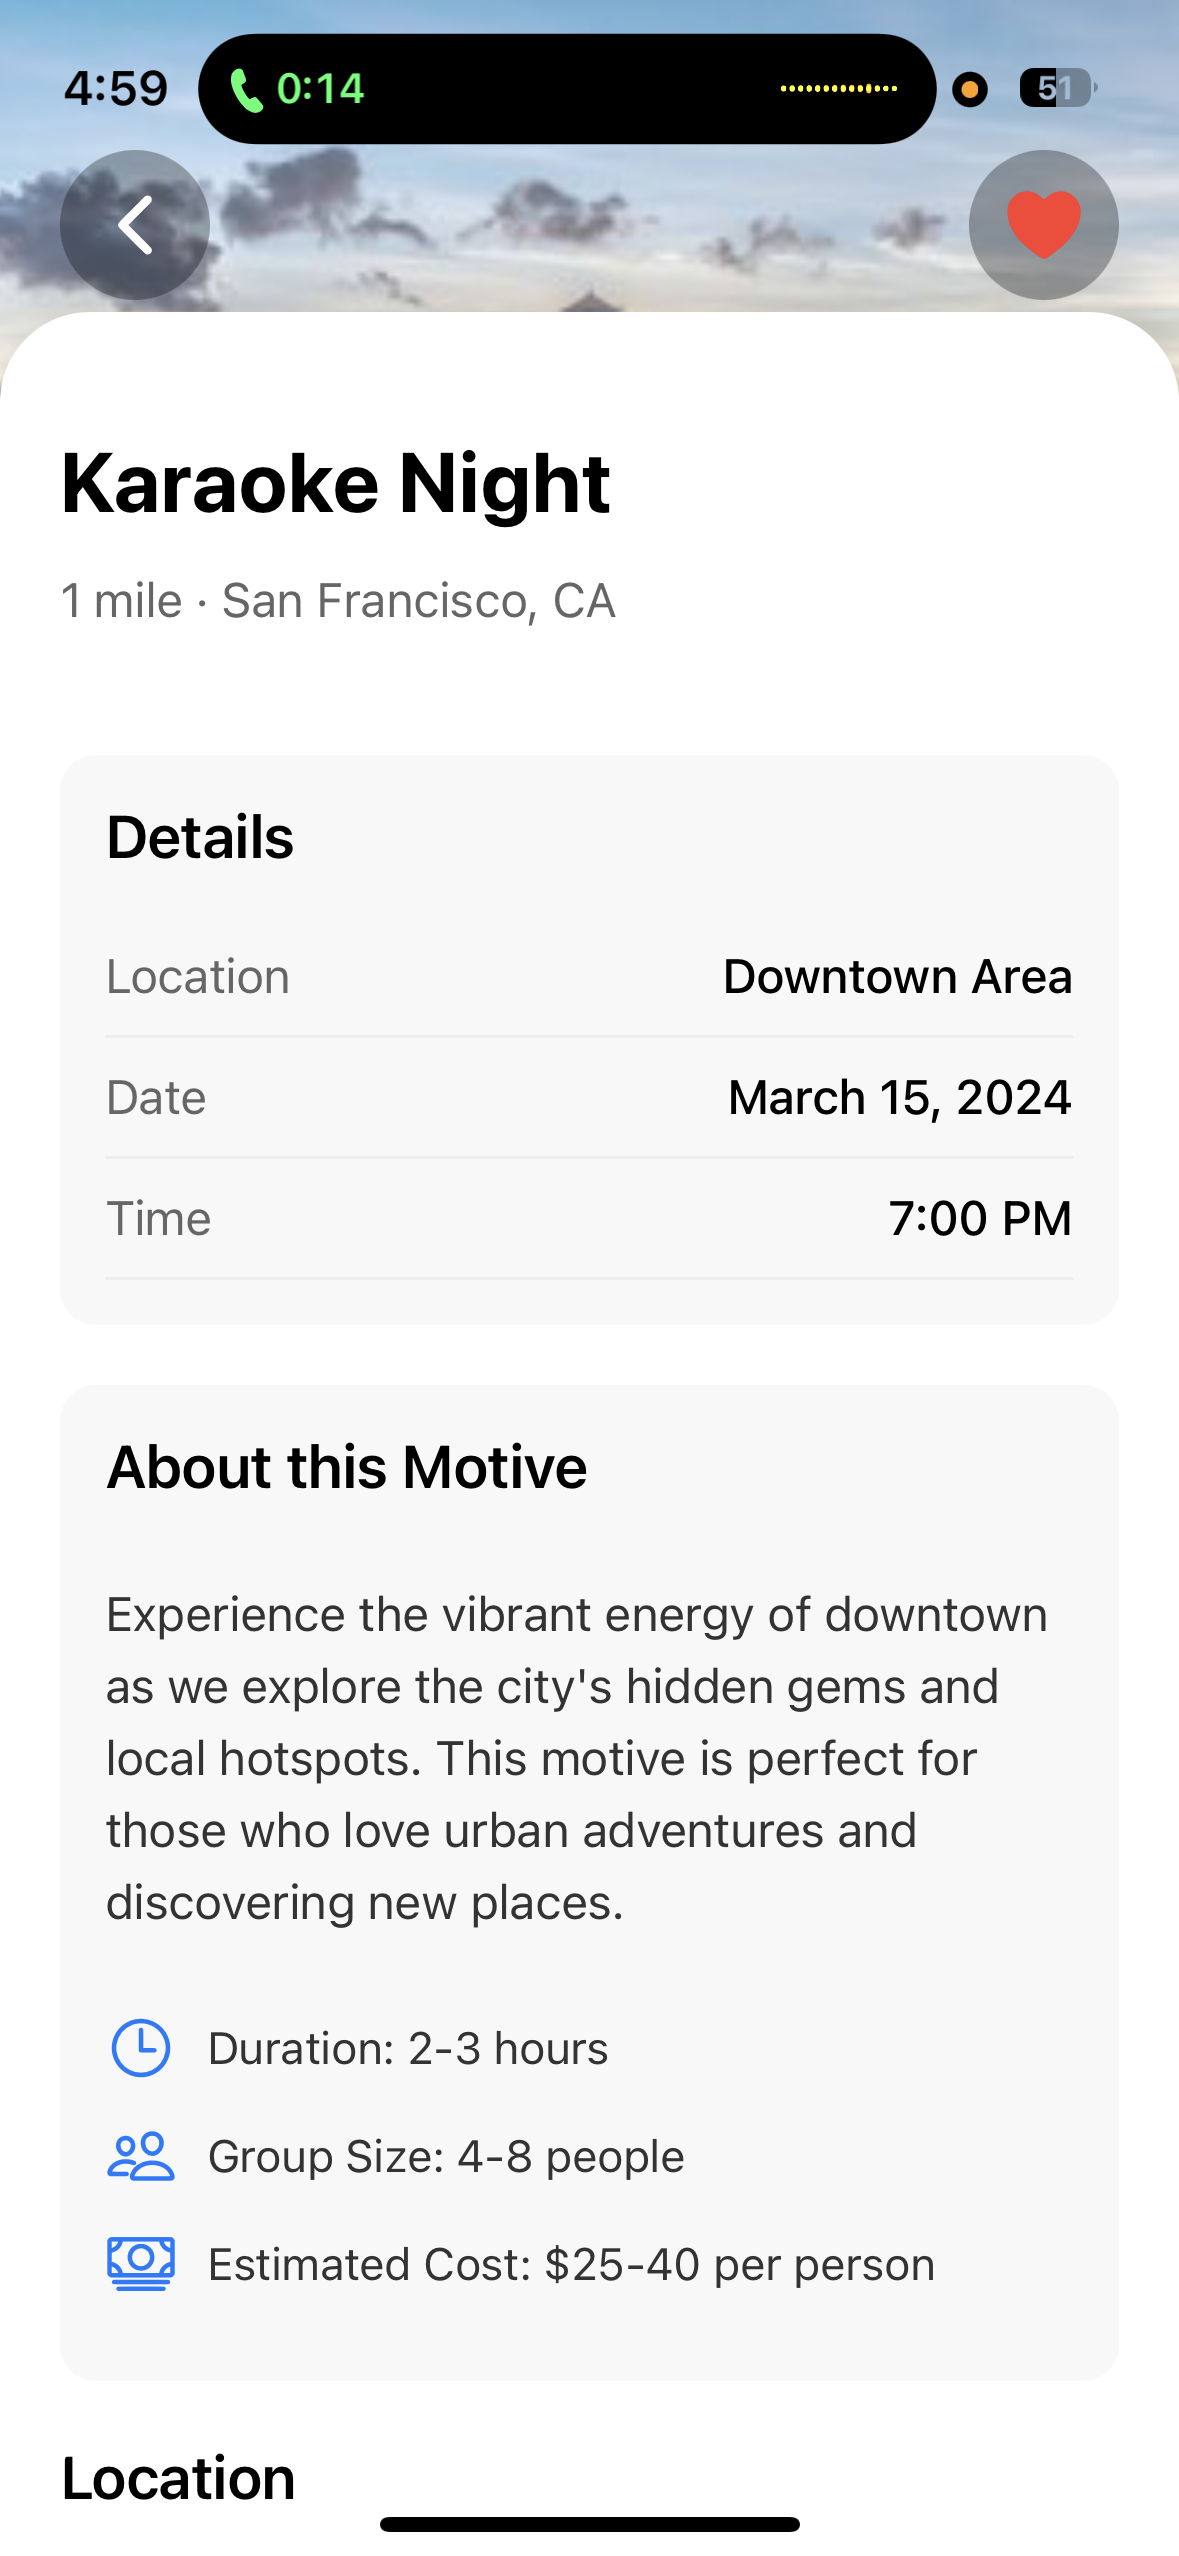 4:59
0:14
51
Karaoke Night
1 mile · San Francisco, CA
Details
Location Downtown Area
Date March 15, 2024
Time 7:00 PM
About this Motive
Experience the vibrant energy of downtown
as we explore the city's hidden gems and
local hotspots. This motive is perfect for
those who love urban adventures and
discovering new places.
Duration: 2-3 hours
Group Size: 4-8 people
Estimated Cost: $25-40 per person
Location